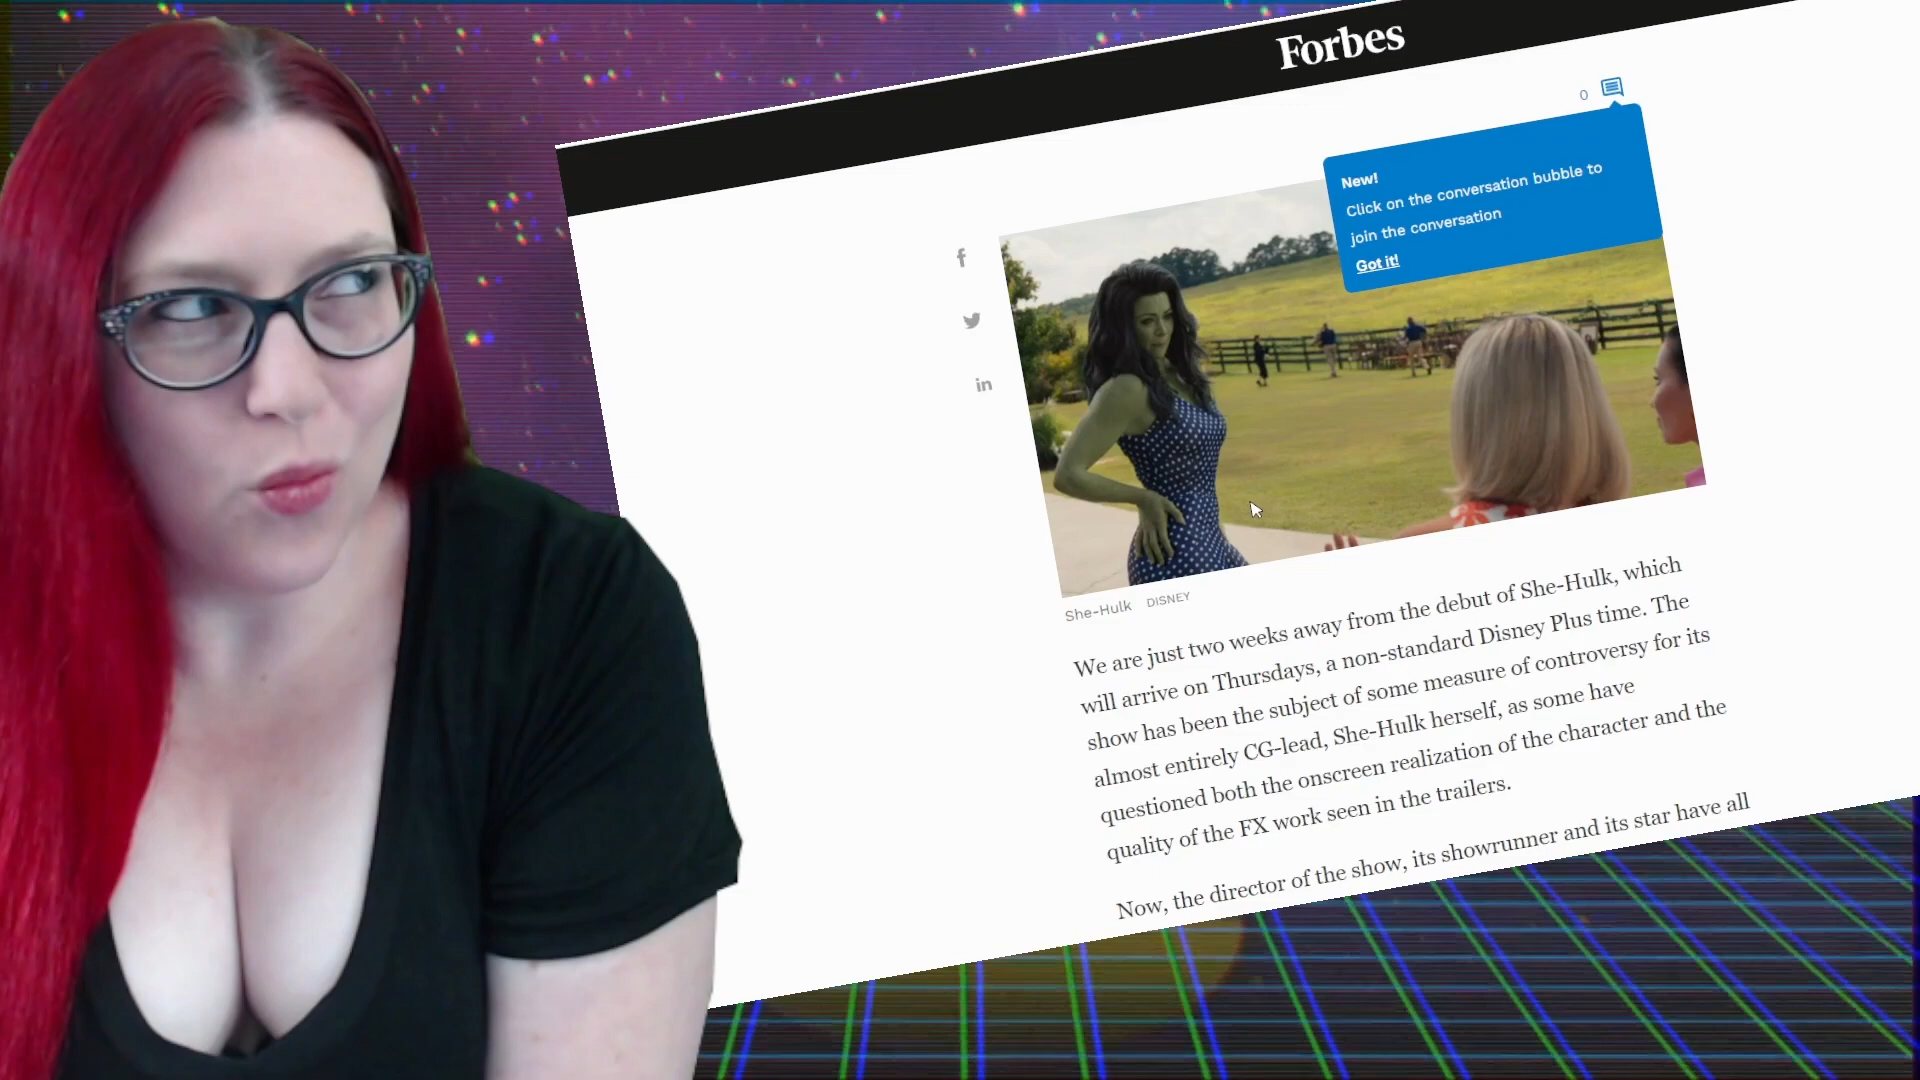 Forbes
0
New!
Click on the conversation bubble to
join the conversation
Got it!
f
in
She-Hulk DISNEY
We are just two weeks away from the debut of She-Hulk, which
will arrive on Thursdays, a non-standard Disney Plus time. The
show has been the subject of some measure of controversy for its
almost entirely CG-lead, She-Hulk herself, as some have
questioned both the onscreen realization of the character and the
quality of the FX work seen in the trailers.
Now, the director of the show, its showrunner and its star have all